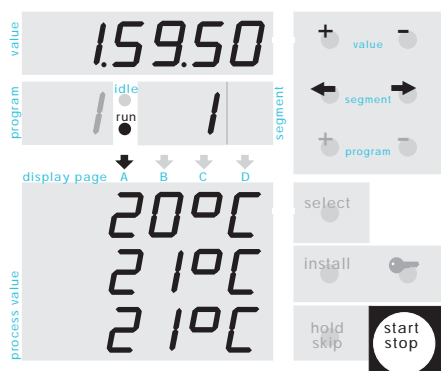 value
1.59.50
+ -
value
program
1
idle
run
1
segment
segment
+ -
program
display page A B C D
process value
20°C
21°C
21°C
select
install
hold
skip
start
stop